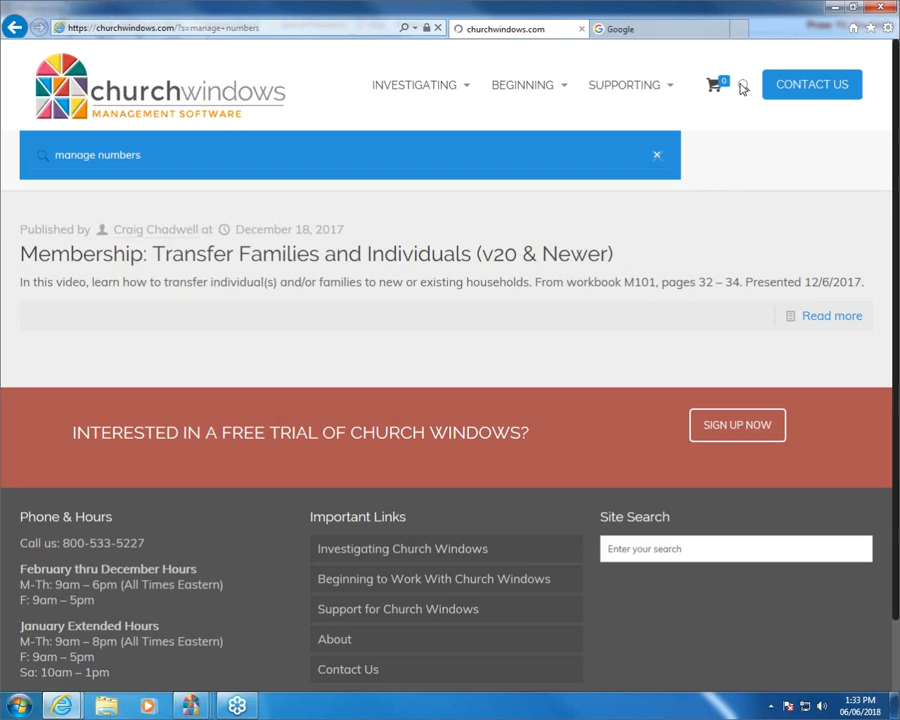 https://churchwindows.com/?s=manage+numbers
churchwindows.com
Google
churchwindows
MANAGEMENT SOFTWARE
INVESTIGATING
BEGINNING
SUPPORTING
0
CONTACT US
manage numbers
Published by Craig Chadwell at December 18, 2017
Membership: Transfer Families and Individuals (v20 & Newer)
In this video, learn how to transfer individual(s) and/or families to new or existing households. From workbook M101, pages 32 – 34. Presented 12/6/2017.
Read more
INTERESTED IN A FREE TRIAL OF CHURCH WINDOWS?
SIGN UP NOW
Phone & Hours
Call us: 800-533-5227
February thru December Hours
M-Th: 9am – 6pm (All Times Eastern)
F: 9am – 5pm
January Extended Hours
M-Th: 9am – 8pm (All Times Eastern)
F: 9am – 5pm
Sa: 10am – 1pm
Important Links
Investigating Church Windows
Beginning to Work With Church Windows
Support for Church Windows
About
Contact Us
Site Search
Enter your search
1:33 PM
06/06/2018